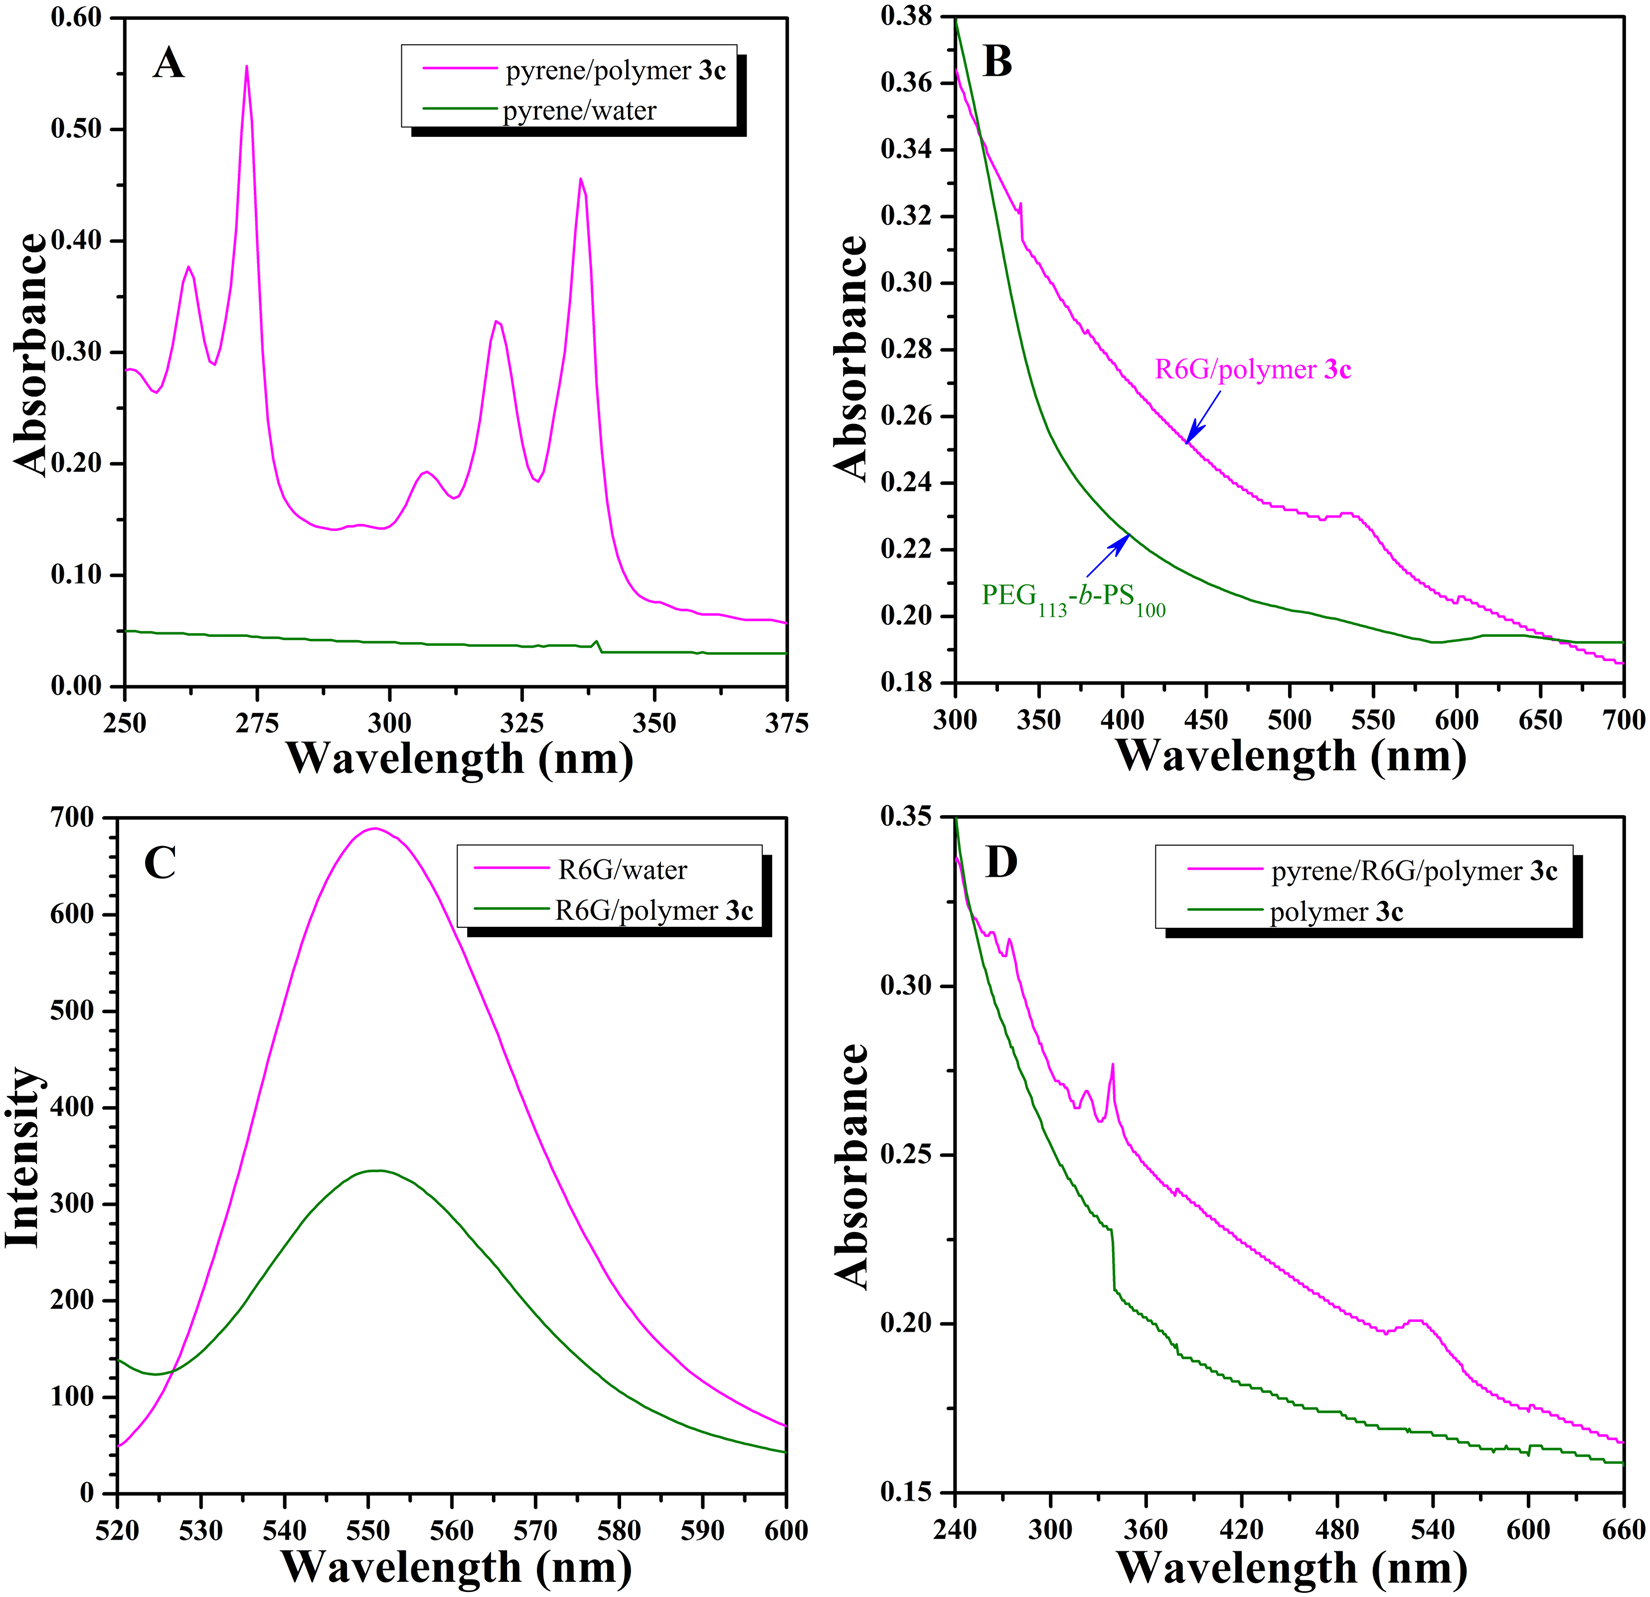 A
pyrene/polymer 3c
pyrene/water
Absorbance
0.60
0.50
0.40
0.30
0.20
0.10
0.00
250 275 300 325 350 375
Wavelength (nm)
B
R6G/polymer 3c
PEG113-b-PS100
Absorbance
0.38
0.36
0.34
0.32
0.30
0.28
0.26
0.24
0.22
0.20
0.18
300 350 400 450 500 550 600 650 700
Wavelength (nm)
C
R6G/water
R6G/polymer 3c
Intensity
700
600
500
400
300
200
100
0
520 530 540 550 560 570 580 590 600
Wavelength (nm)
D
pyrene/R6G/polymer 3c
polymer 3c
Absorbance
0.35
0.30
0.25
0.20
0.15
240 300 360 420 480 540 600 660
Wavelength (nm)